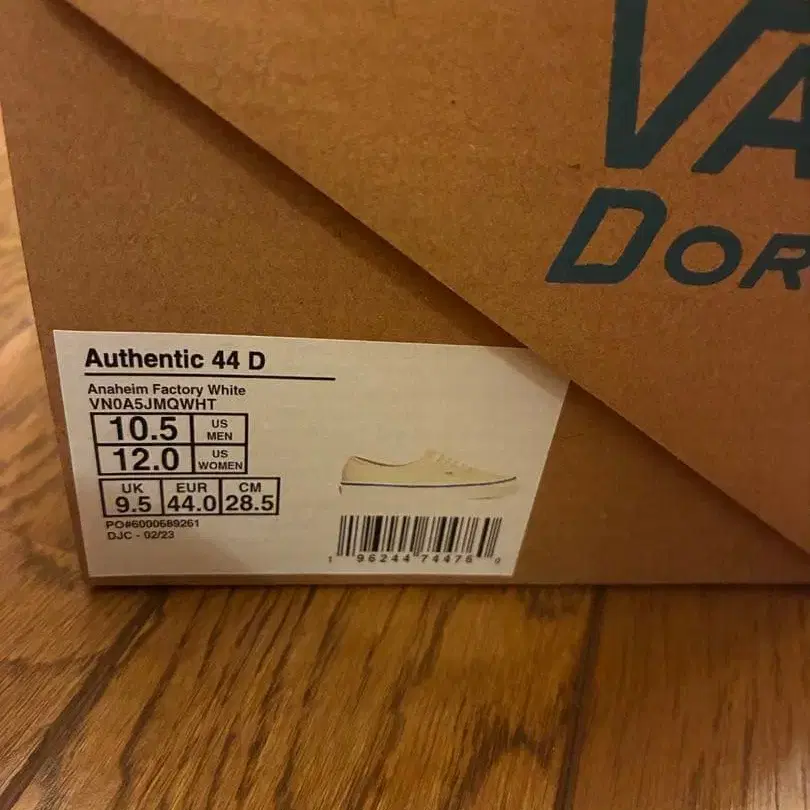 VA
DOR
Authentic 44 D
Anaheim Factory White
VN0A5JMQWHT
10.5 US MEN
12.0 US WOMEN
UK EUR CM
9.5 44.0 28.5
PO#6000689261
DJC - 02/23
1 96244 74476 0